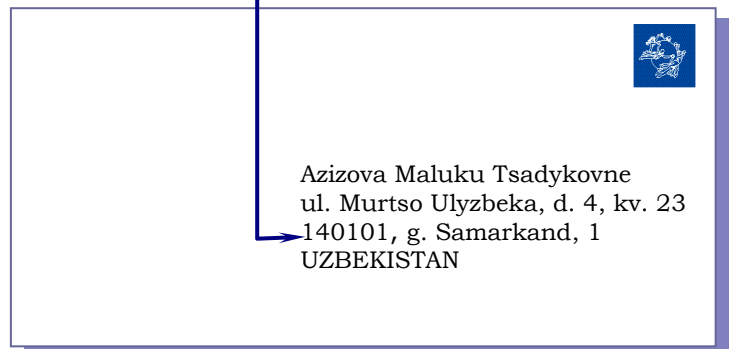 Azizova Maluku Tsadykovne
ul. Murtso Ulyzbeka, d. 4, kv. 23
140101, g. Samarkand, 1
UZBEKISTAN